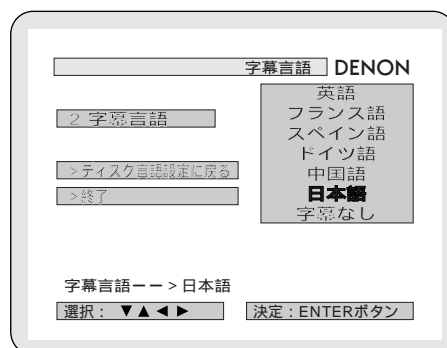 字幕言語 DENON
2 字幕言語
>ディスク言語設定に戻る
>終了
英語
フランス語
スペイン語
ドイツ語
中国語
日本語
字幕なし
字幕言語ーー>日本語
選択： ▼▲◀▶
決定：ENTERボタン